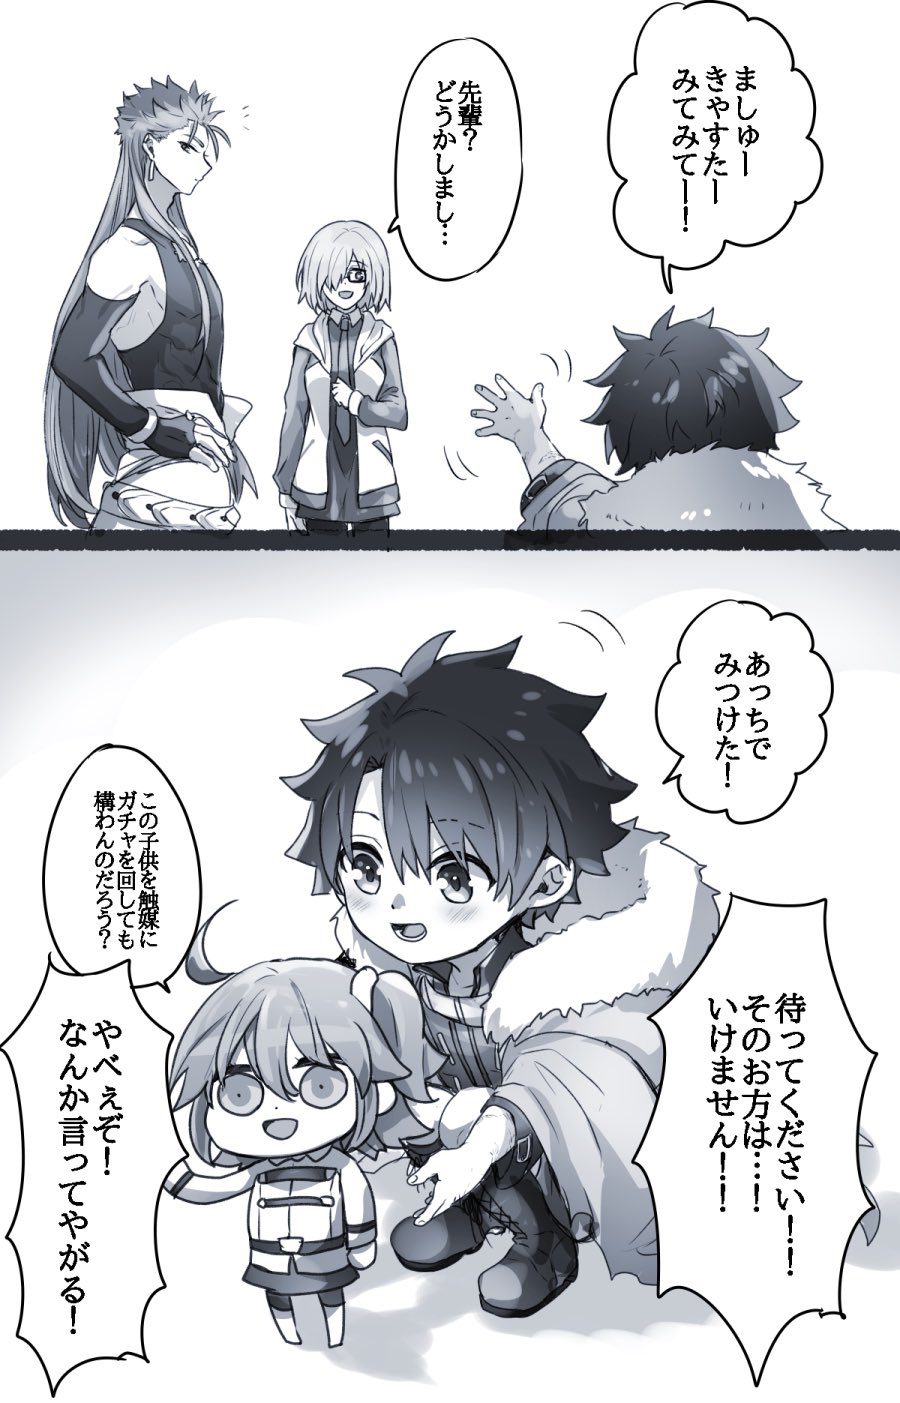 ましゅー
きゃすたー
みてみてー！
先輩？
どうかしまし…
あっちで
みつけた！
この子供を触媒に
ガチャを回しても
構わんのだろう？
待ってください！！
そのお方は…！
いけません！！
やべぇぞ！
なんか言ってやがる！